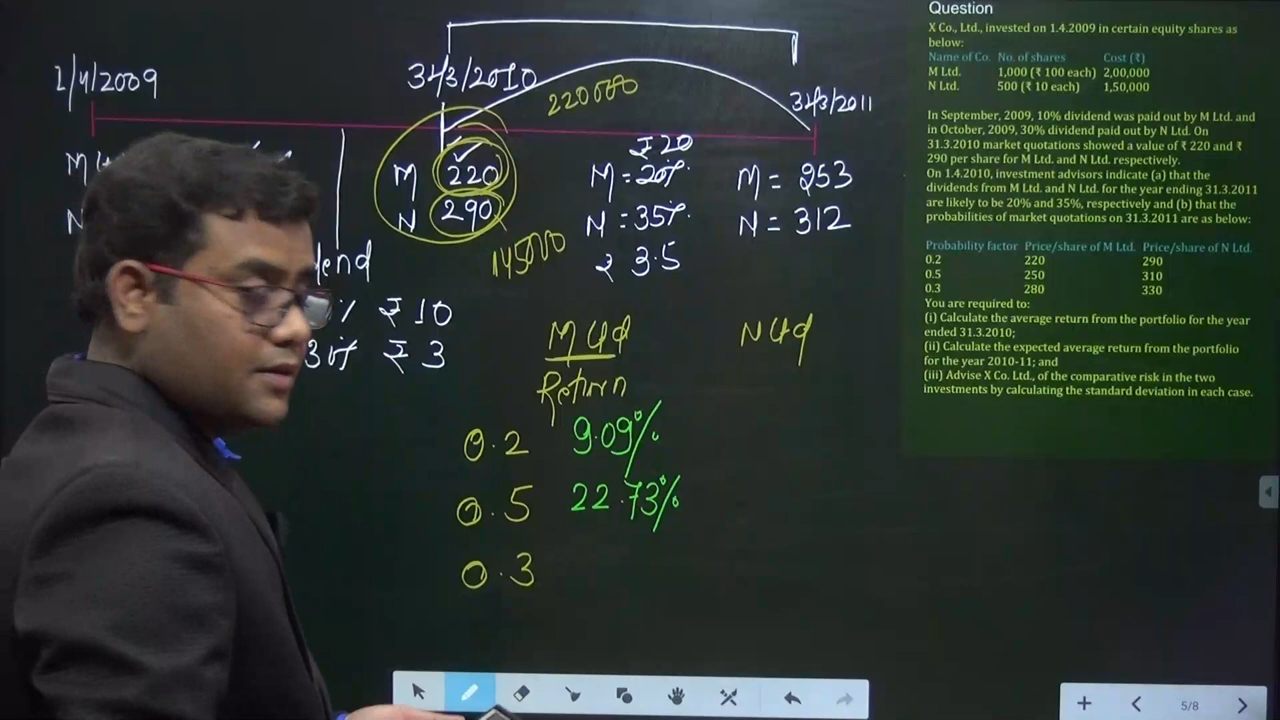 1/4/2009
31/3/2010
31/3/2011
220000
M 220
N 290
145000
₹20
M = 20%
N = 35%
₹ 3.5
M = 253
N = 312
M
N
dend
% ₹ 10
30% ₹ 3
M Ltd
N Ltd
Return
0.2 9.09%
0.5 22.73%
0.3
Question
X Co., Ltd., invested on 1.4.2009 in certain equity shares as
below:
Name of Co. No. of shares Cost (₹)
M Ltd. 1,000 (₹ 100 each) 2,00,000
N Ltd. 500 (₹ 10 each) 1,50,000
In September, 2009, 10% dividend was paid out by M Ltd. and
in October, 2009, 30% dividend paid out by N Ltd. On
31.3.2010 market quotations showed a value of ₹ 220 and ₹
290 per share for M Ltd. and N Ltd. respectively.
On 1.4.2010, investment advisors indicate (a) that the
dividends from M Ltd. and N Ltd. for the year ending 31.3.2011
are likely to be 20% and 35%, respectively and (b) that the
probabilities of market quotations on 31.3.2011 are as below:
Probability factor Price/share of M Ltd. Price/share of N Ltd.
0.2 220 290
0.5 250 310
0.3 280 330
You are required to:
(i) Calculate the average return from the portfolio for the year
ended 31.3.2010;
(ii) Calculate the expected average return from the portfolio
for the year 2010-11; and
(iii) Advise X Co. Ltd., of the comparative risk in the two
investments by calculating the standard deviation in each case.
5/8